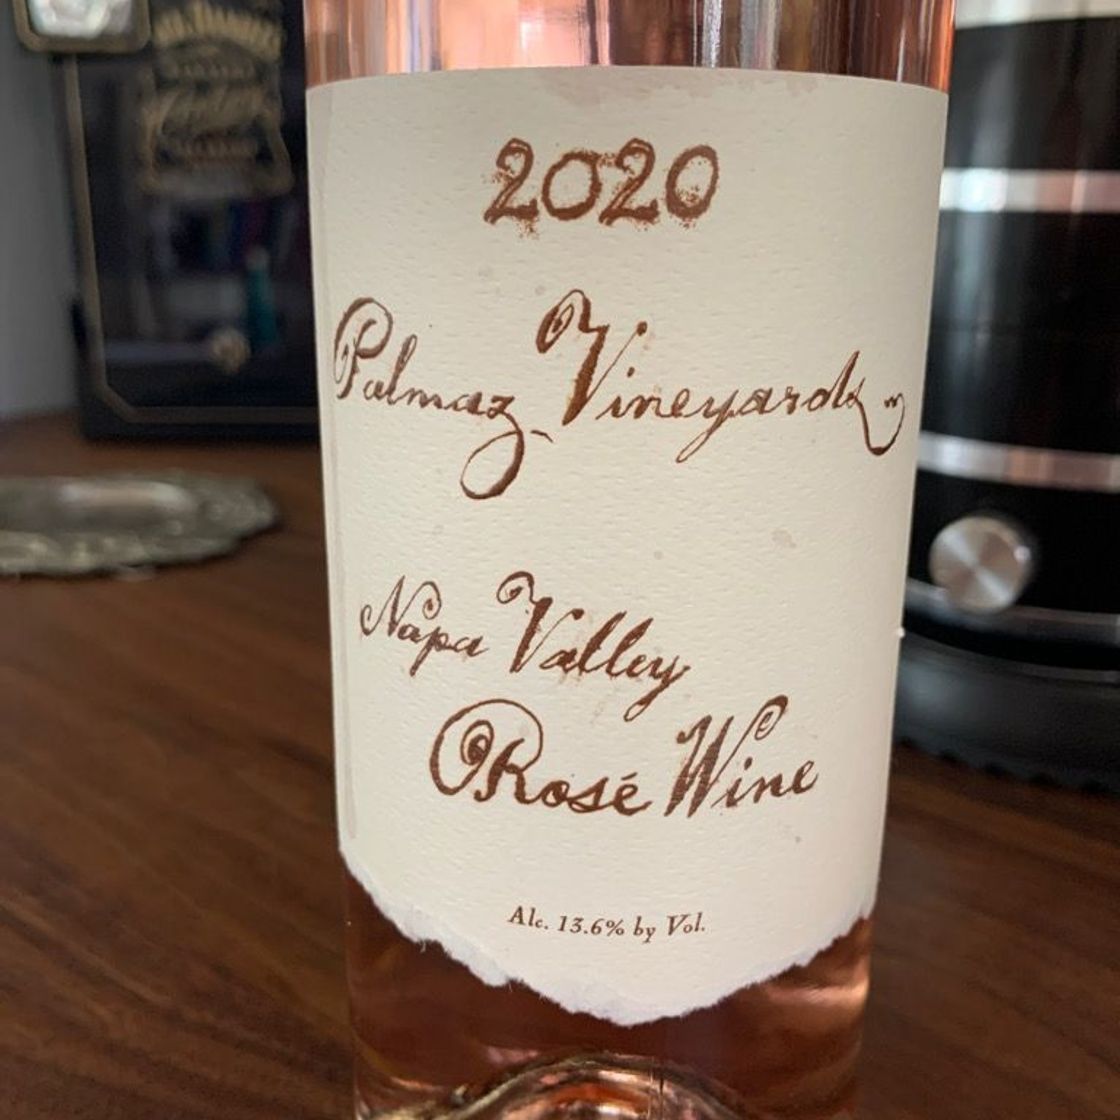 2020
Palmaz Vineyards
Napa Valley
Rosé Wine
Alc. 13.6% by Vol.